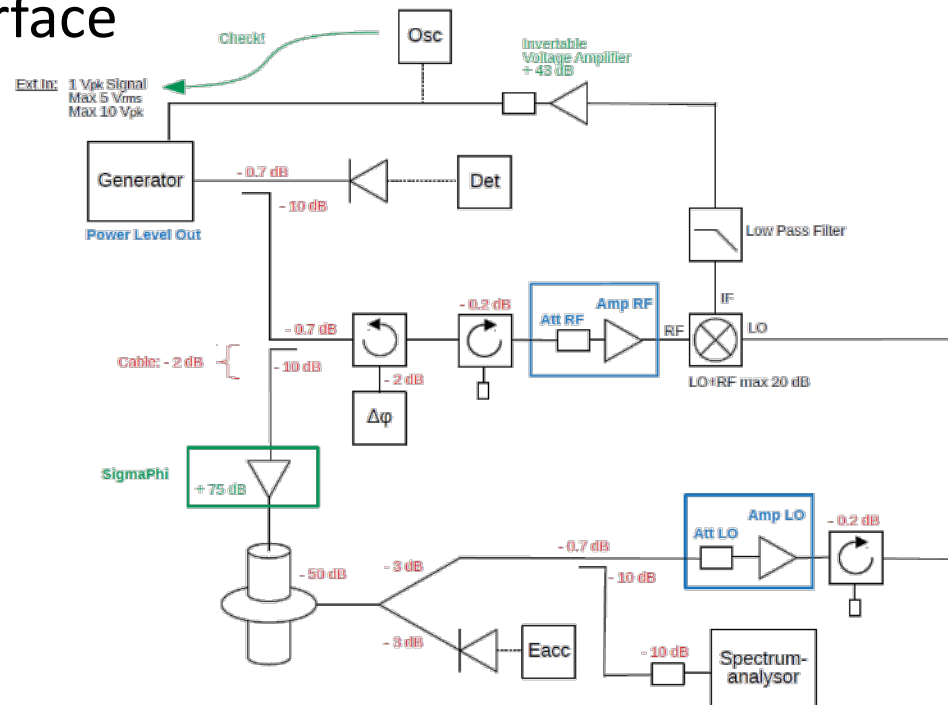 rface
Check!
Osc
Invertable
Voltage Amplifier
+ 43 dB
Ext In: 1 Vpk Signal
Max 5 Vrms
Max 10 Vpk
Generator
- 0.7 dB
Det
- 10 dB
Power Level Out
Low Pass Filter
- 0.7 dB
- 0.2 dB
Att RF
Amp RF
RF
IF
LO
Cable: - 2 dB
- 10 dB
- 2 dB
LO+RF max 20 dB
Δφ
SigmaPhi
+ 75 dB
- 50 dB
- 3 dB
- 0.7 dB
Att LO
Amp LO
- 0.2 dB
- 10 dB
- 3 dB
Eacc
- 10 dB
Spectrum-
analysor